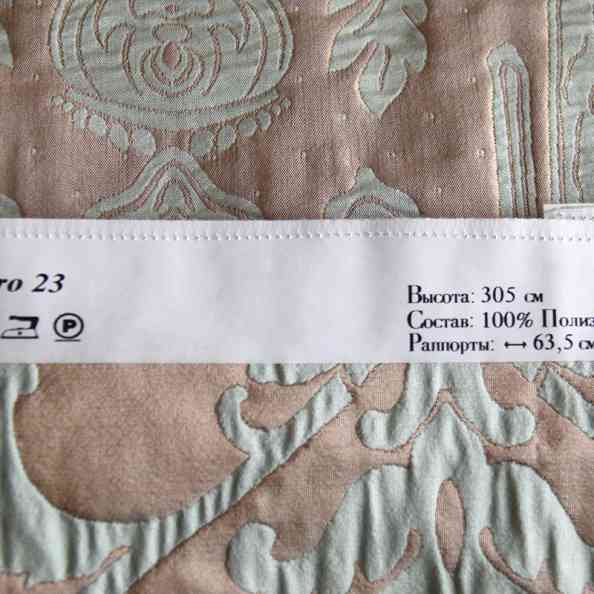 ro 23
P
Высота: 305 см
Состав: 100% Полиэ
Раппорты: ↔ 63,5 см